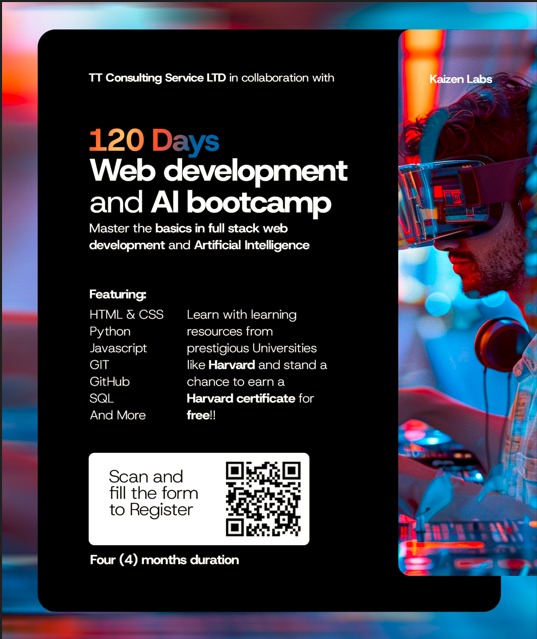 TT Consulting Service LTD in collaboration with
Kaizen Labs
120 Days
Web development
and AI bootcamp
Master the basics in full stack web
development and Artificial Intelligence
Featuring:
HTML & CSS
Python
Javascript
GIT
GitHub
SQL
And More
Learn with learning
resources from
prestigious Universities
like Harvard and stand a
chance to earn a
Harvard certificate for
free!!
Scan and
fill the form
to Register
Four (4) months duration